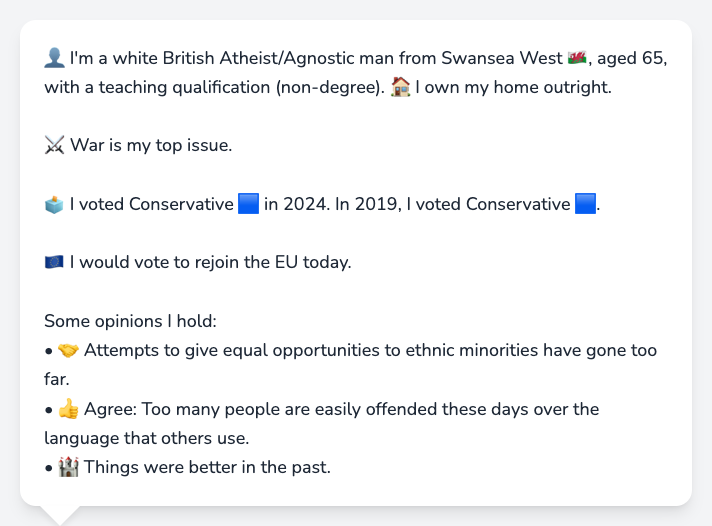 👤 I'm a white British Atheist/Agnostic man from Swansea West 🏴󠁧󠁢󠁷󠁬󠁳󠁿, aged 65,
with a teaching qualification (non-degree). 🏠 I own my home outright.
⚔️ War is my top issue.
🗳️ I voted Conservative 🟦 in 2024. In 2019, I voted Conservative 🟦.
🇪🇺 I would vote to rejoin the EU today.
Some opinions I hold:
• 🤝 Attempts to give equal opportunities to ethnic minorities have gone too
far.
• 👍 Agree: Too many people are easily offended these days over the
language that others use.
• 🏰 Things were better in the past.